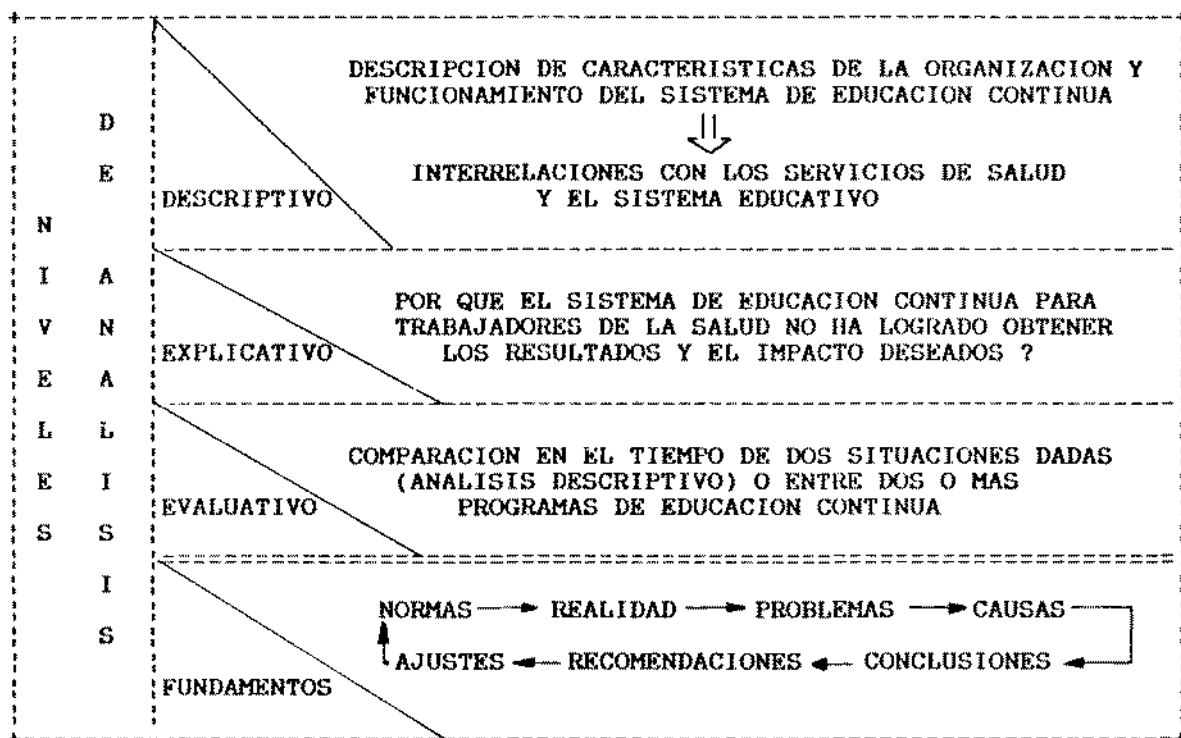 NIVELES
DE ANALISIS
DESCRIPTIVO
DESCRIPCION DE CARACTERISTICAS DE LA ORGANIZACION Y
FUNCIONAMIENTO DEL SISTEMA DE EDUCACION CONTINUA
INTERRELACIONES CON LOS SERVICIOS DE SALUD
Y EL SISTEMA EDUCATIVO
EXPLICATIVO
POR QUE EL SISTEMA DE EDUCACION CONTINUA PARA
TRABAJADORES DE LA SALUD NO HA LOGRADO OBTENER
LOS RESULTADOS Y EL IMPACTO DESEADOS ?
EVALUATIVO
COMPARACION EN EL TIEMPO DE DOS SITUACIONES DADAS
(ANALISIS DESCRIPTIVO) O ENTRE DOS O MAS
PROGRAMAS DE EDUCACION CONTINUA
FUNDAMENTOS
NORMAS → REALIDAD → PROBLEMAS → CAUSAS
AJUSTES ← RECOMENDACIONES ← CONCLUSIONES